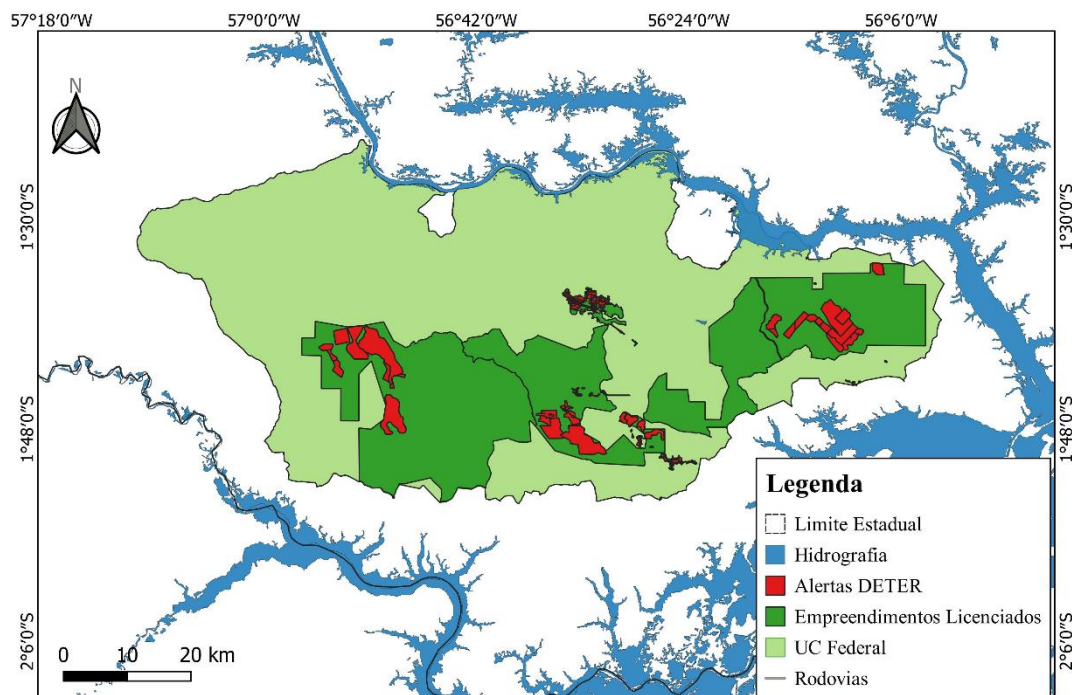 57°18′0″W 57°0′0″W 56°42′0″W 56°24′0″W 56°6′0″W
N
1°30′0″S 1°30′0″S
1°48′0″S 1°48′0″S
2°6′0″S 2°6′0″S
0 10 20 km
Legenda
Limite Estadual
Hidrografia
Alertas DETER
Empreendimentos Licenciados
UC Federal
Rodovias